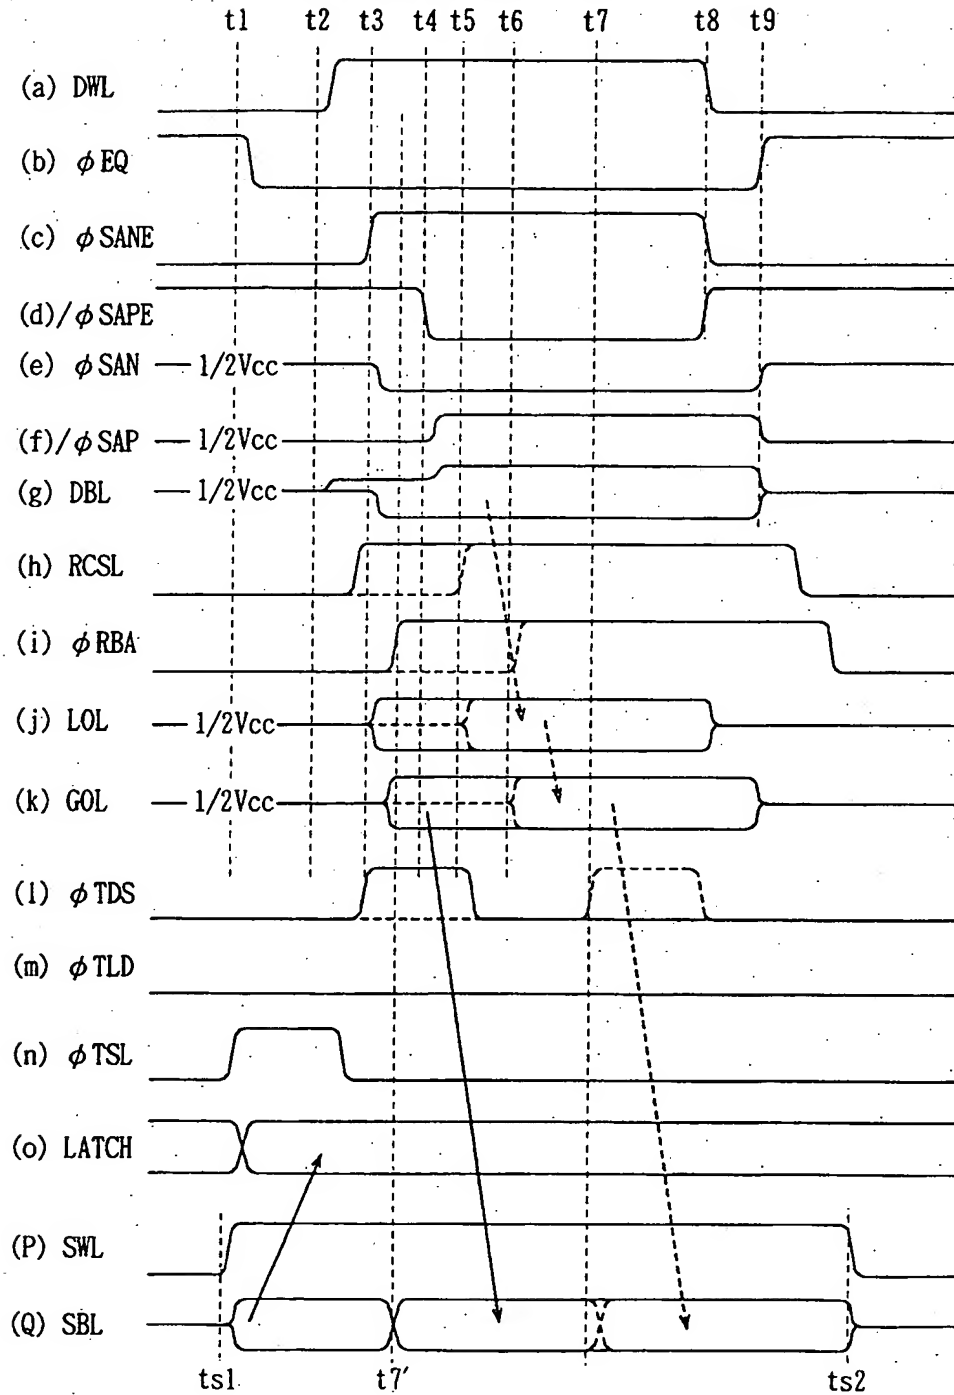 t1 t2 t3 t4 t5 t6 t7 t8 t9
(a) DWL
(b) φEQ
(c) φSANE
(d)/φSAPE
(e) φSAN 1/2Vcc
(f)/φSAP 1/2Vcc
(g) DBL 1/2Vcc
(h) RCSL
(i) φRBA
(j) LOL 1/2Vcc
(k) GOL 1/2Vcc
(l) φTDS
(m) φTLD
(n) φTSL
(o) LATCH
(P) SWL
(Q) SBL
ts1 t7′ ts2